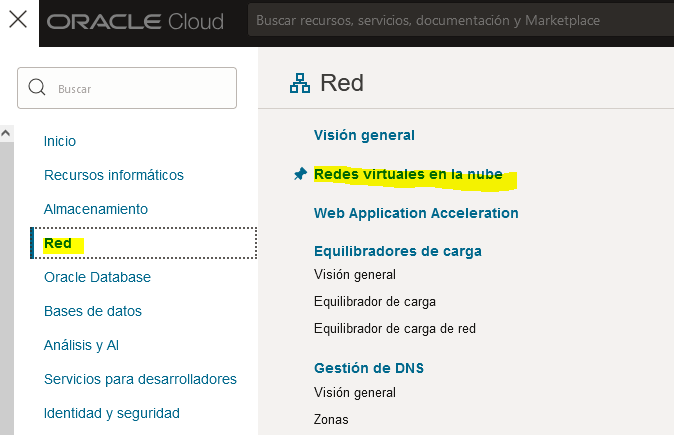 ORACLE Cloud
Buscar recursos, servicios, documentación y Marketplace
Buscar
Inicio
Recursos informáticos
Almacenamiento
Red
Oracle Database
Bases de datos
Análisis y AI
Servicios para desarrolladores
Identidad y seguridad
Red
Visión general
Redes virtuales en la nube
Web Application Acceleration
Equilibradores de carga
Visión general
Equilibrador de carga
Equilibrador de carga de red
Gestión de DNS
Visión general
Zonas